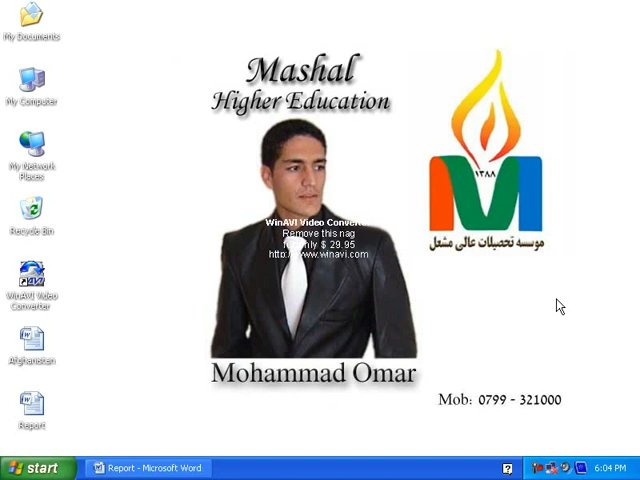 My Documents
My Computer
My Network
Places
Recycle Bin
WinAVI Video
Converter
Afghanistan
Report
Mashal
Higher Education
WinAVI Video Converter
Remove this nag
for only $ 29.95
http://www.winavi.com
Mohammad Omar
۱۳۸۸
موسسه تحصیلات عالی مشعل
Mob: 0799 - 321000
start
Report - Microsoft Word
6:04 PM